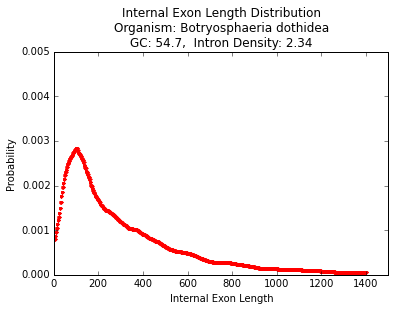 Internal Exon Length Distribution
Organism: Botryosphaeria dothidea
GC: 54.7,  Intron Density: 2.34
0.005
0.004
0.003
0.002
0.001
0.000
Probability
0 200 400 600 800 1000 1200 1400
Internal Exon Length